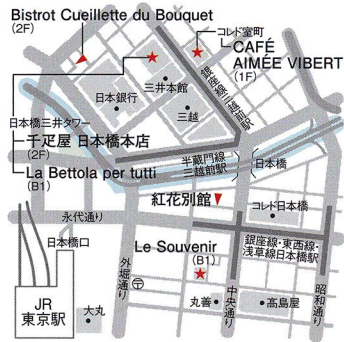 Bistrot Cueillette du Bouquet
(2F)
コレド室町
CAFÉ
AIMÉE VIBERT
(1F)
三井本館
日本銀行
三越
銀座線三越前駅
日本橋三井タワー
千疋屋 日本橋本店
(2F)
La Bettola per tutti
(B1)
半蔵門線
三越前駅
日本橋
紅花別館
永代通り
コレド日本橋
日本橋口
Le Souvenir
(B1)
銀座線・東西線・
浅草線日本橋駅
外堀通り
JR
東京駅
大丸
丸善
中央通り
髙島屋
昭和通り